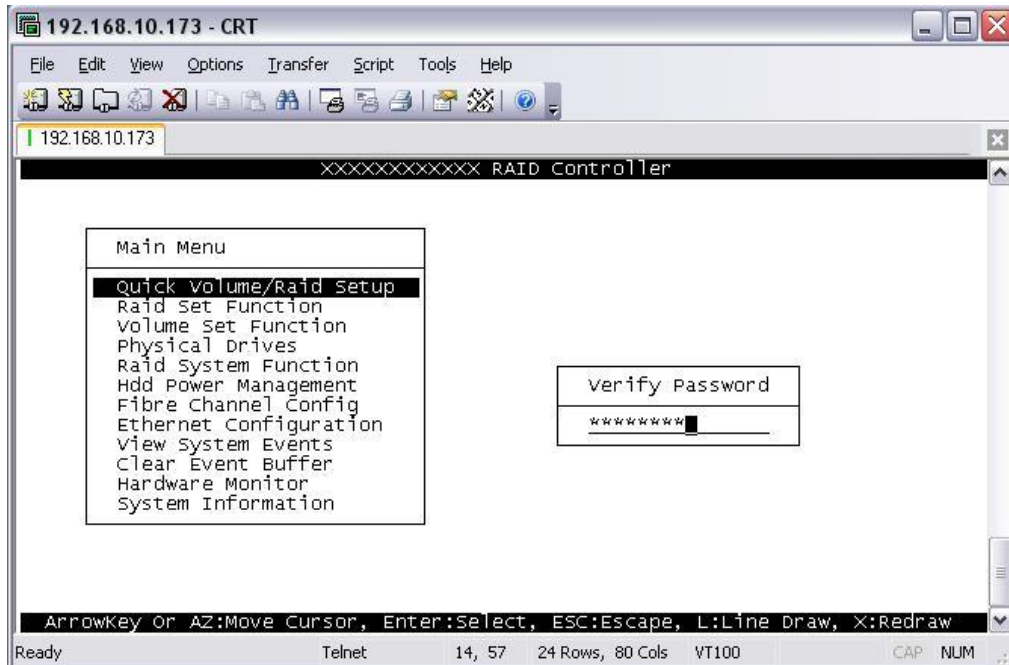 192.168.10.173 - CRT
File Edit View Options Transfer Script Tools Help
192.168.10.173
XXXXXXXXXXXX RAID Controller
Main Menu
Quick Volume/Raid Setup
Raid Set Function
Volume Set Function
Physical Drives
Raid System Function
Hdd Power Management
Fibre Channel Config
Ethernet Configuration
View System Events
Clear Event Buffer
Hardware Monitor
System Information
Verify Password
********
ArrowKey Or AZ:Move Cursor, Enter:Select, ESC:Escape, L:Line Draw, X:Redraw
Ready Telnet 14, 57 24 Rows, 80 Cols VT100 CAP NUM